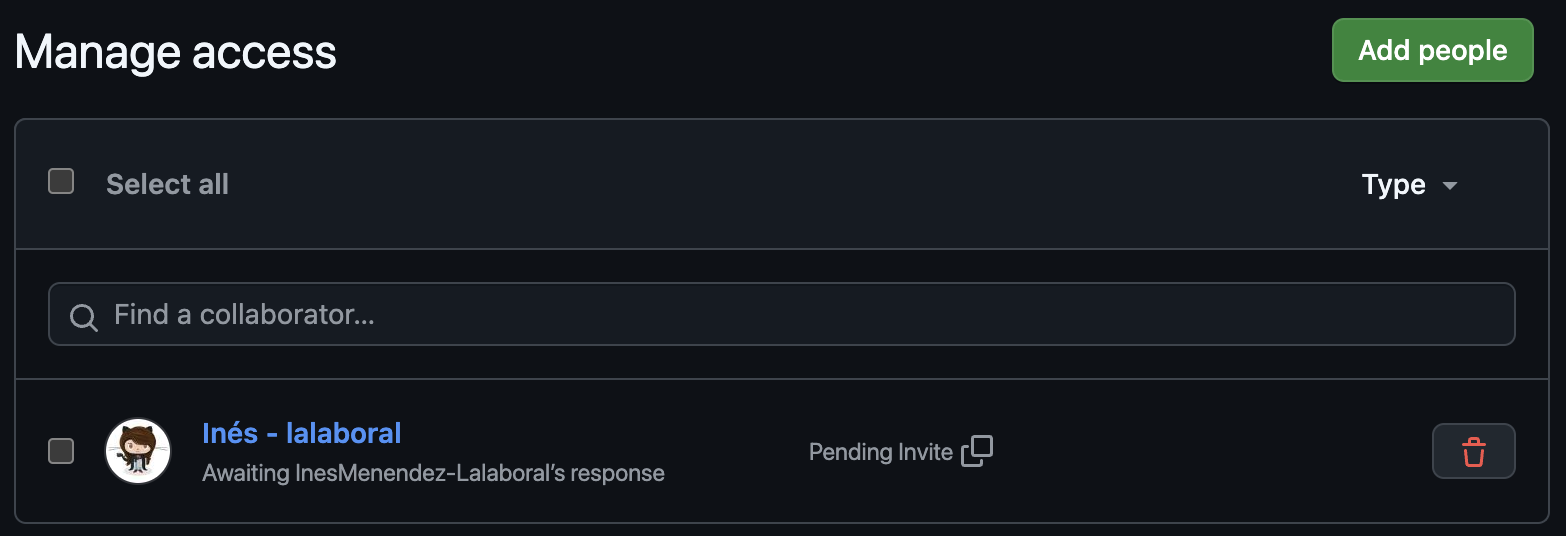 Manage access
Add people
Select all
Type
Find a collaborator...
Inés - lalaboral
Awaiting InesMenendez-Lalaboral’s response
Pending Invite